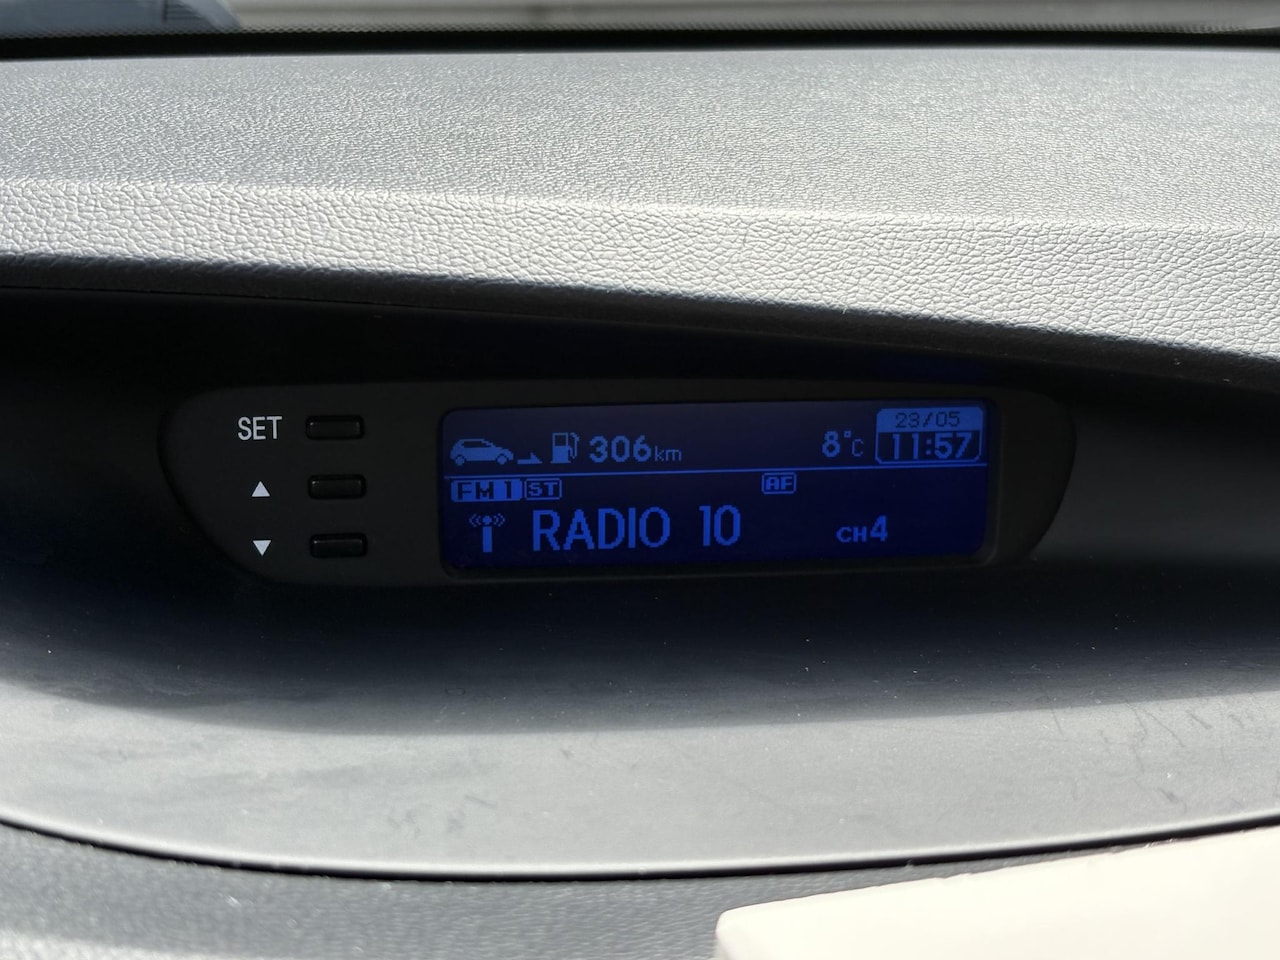 SET
23/05
306km 8°C 11:57
FM1 ST AF
RADIO 10 CH4